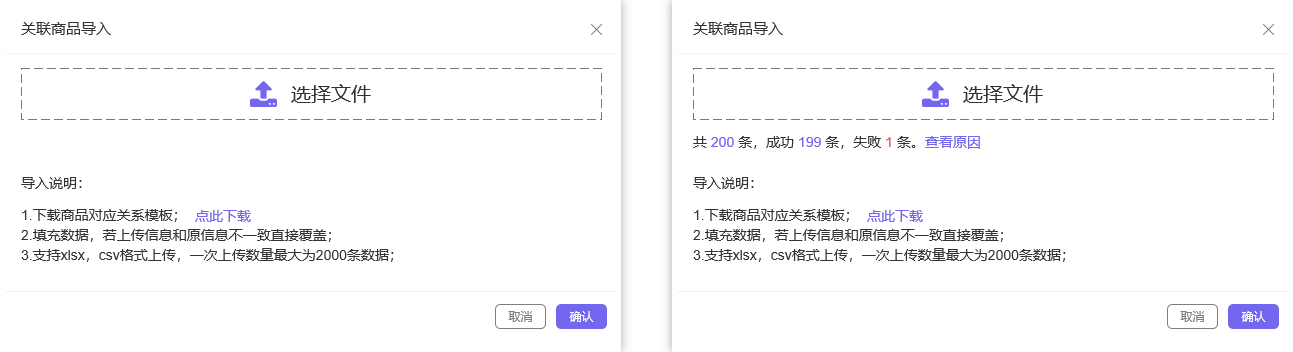 关联商品导入
选择文件
导入说明：
1.下载商品对应关系模板； 点此下载
2.填充数据，若上传信息和原信息不一致直接覆盖；
3.支持xlsx，csv格式上传，一次上传数量最大为2000条数据；
取消 确认
关联商品导入
选择文件
共 200 条，成功 199 条，失败 1 条。查看原因
导入说明：
1.下载商品对应关系模板； 点此下载
2.填充数据，若上传信息和原信息不一致直接覆盖；
3.支持xlsx，csv格式上传，一次上传数量最大为2000条数据；
取消 确认